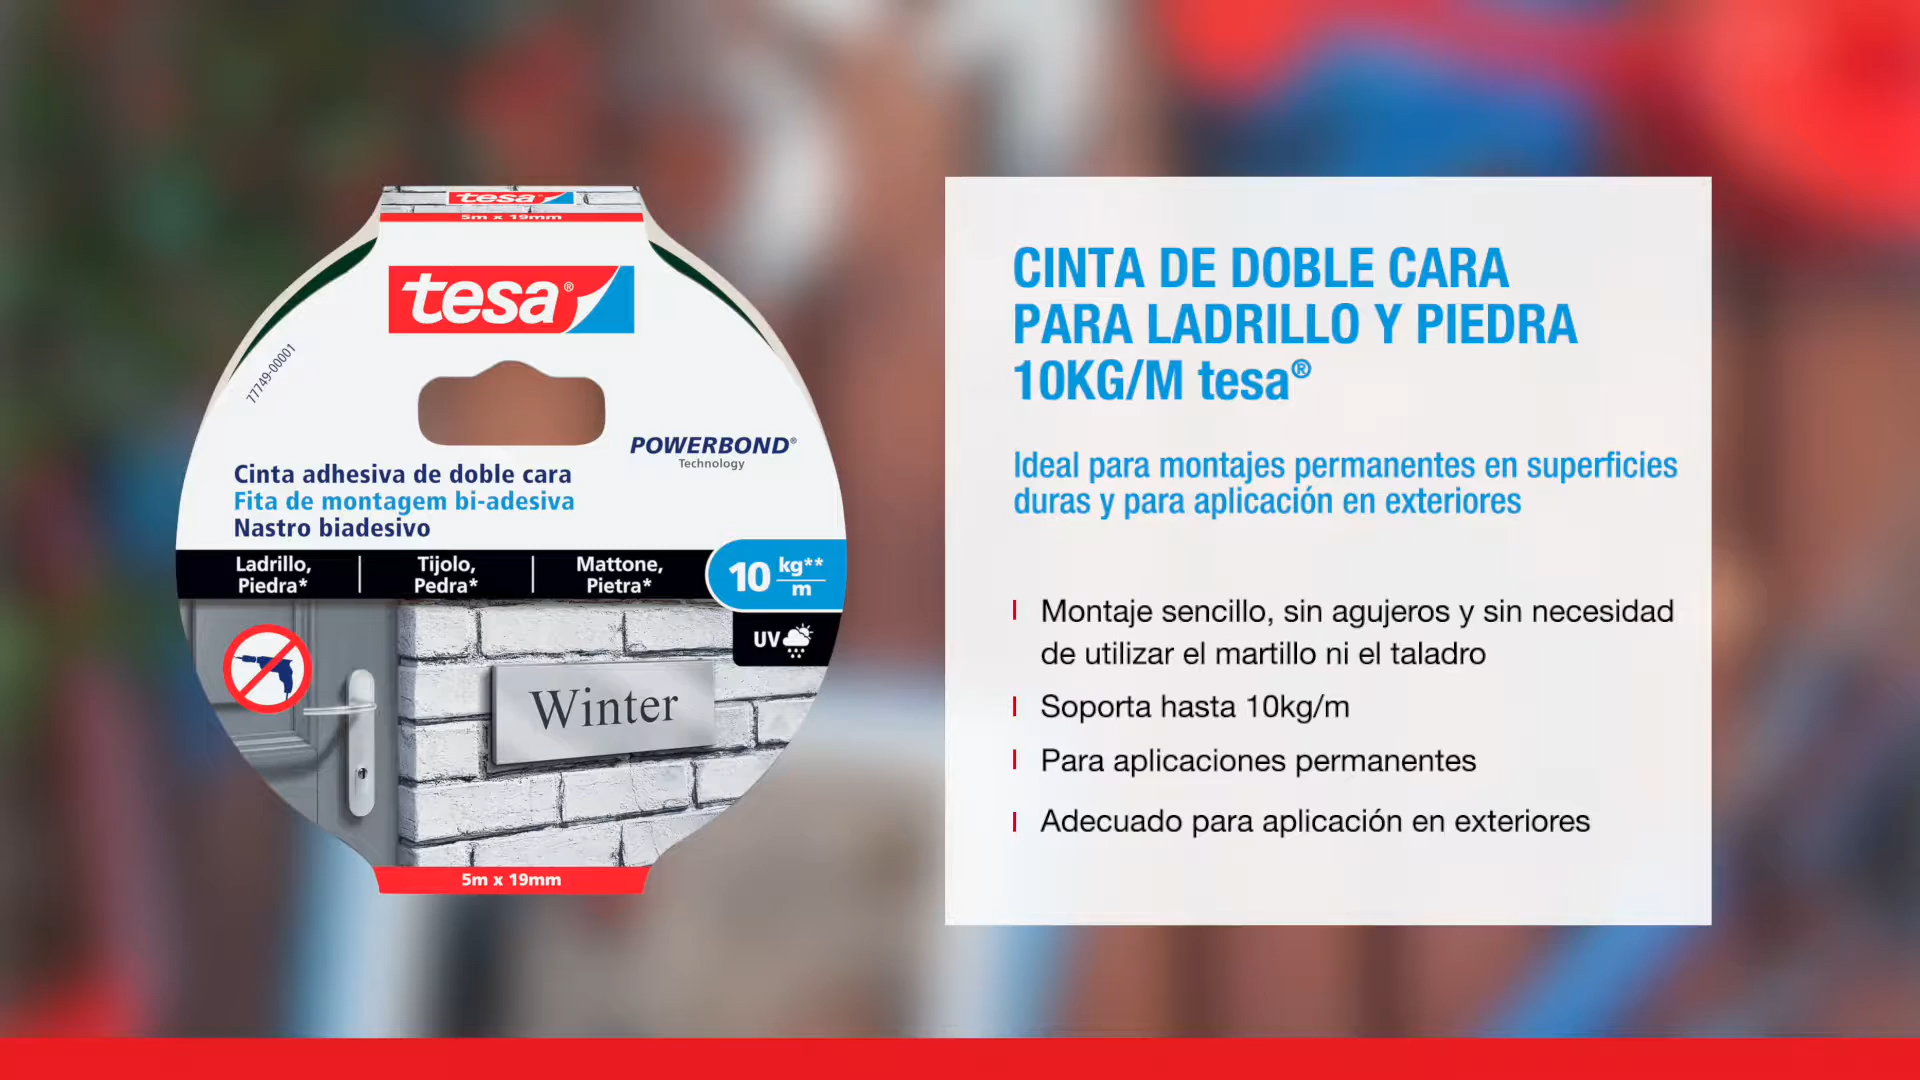 tesa
5m x 19mm
tesa®
77749-00001
POWERBOND®
Technology
Cinta adhesiva de doble cara
Fita de montagem bi-adesiva
Nastro biadesivo
Ladrillo,
Piedra*
Tijolo,
Pedra*
Mattone,
Pietra*
10 kg**
m
UV
Winter
5m x 19mm
CINTA DE DOBLE CARA
PARA LADRILLO Y PIEDRA
10KG/M tesa®
Ideal para montajes permanentes en superficies
duras y para aplicación en exteriores
Montaje sencillo, sin agujeros y sin necesidad
de utilizar el martillo ni el taladro
Soporta hasta 10kg/m
Para aplicaciones permanentes
Adecuado para aplicación en exteriores